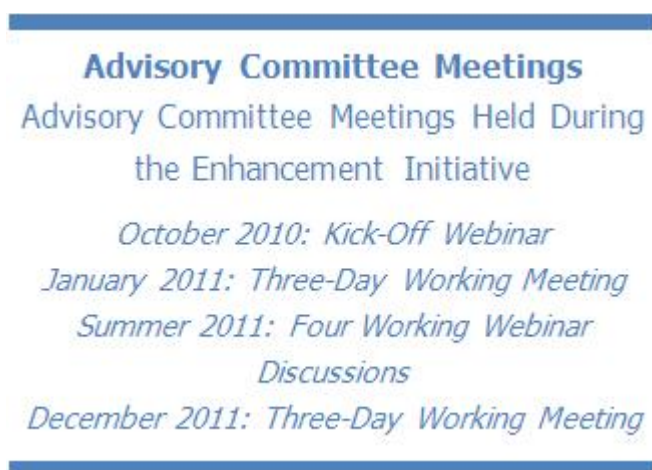 Advisory Committee Meetings
Advisory Committee Meetings Held During
the Enhancement Initiative
October 2010: Kick-Off Webinar
January 2011: Three-Day Working Meeting
Summer 2011: Four Working Webinar
Discussions
December 2011: Three-Day Working Meeting